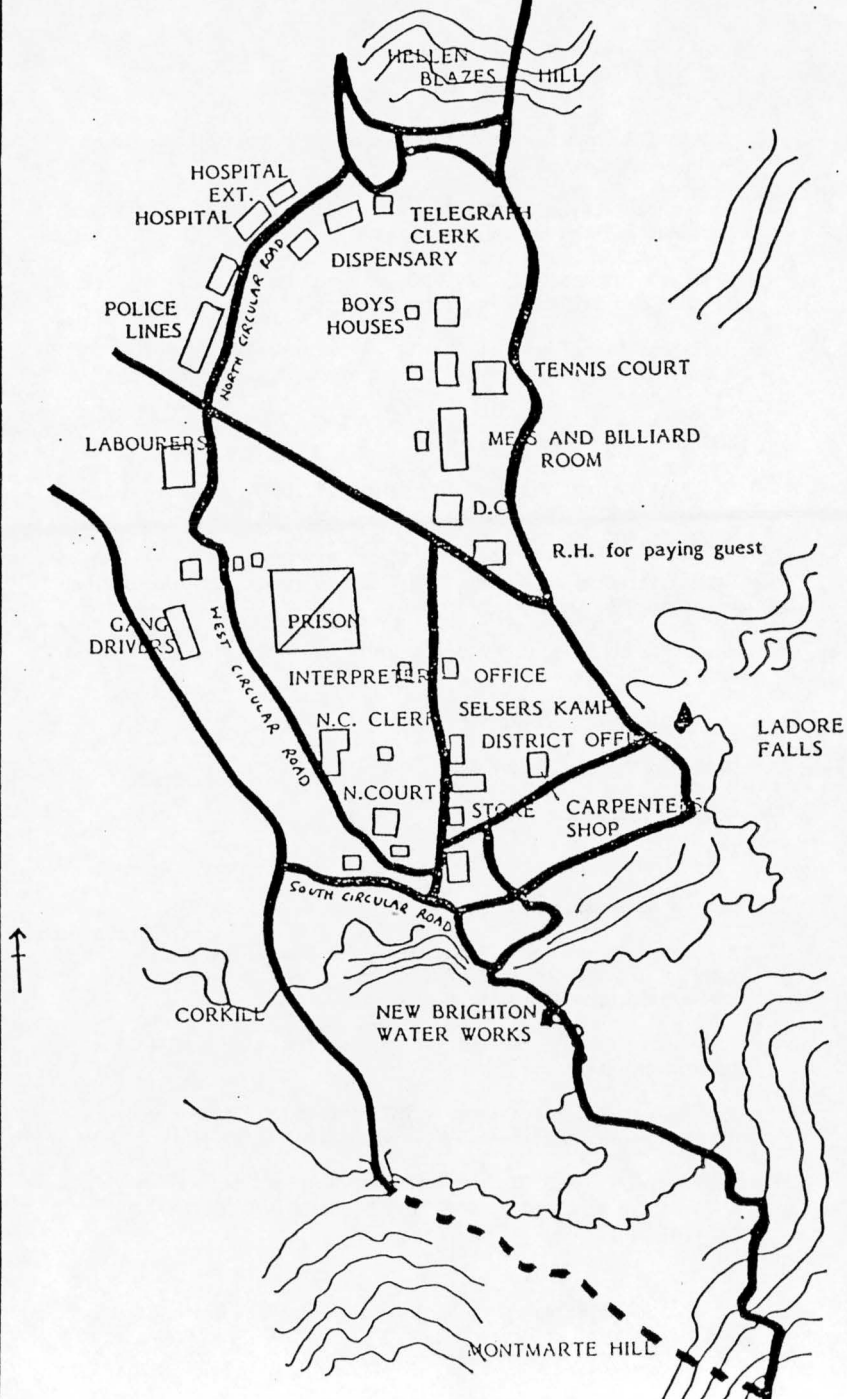 HELLEN
BLAZES HILL
HOSPITAL
EXT.
HOSPITAL
TELEGRAPH
CLERK
DISPENSARY
NORTH CIRCULAR ROAD
POLICE
LINES
BOYS
HOUSES
TENNIS COURT
LABOURERS
MESS AND BILLIARD
ROOM
D.C
R.H. for paying guest
GANG
DRIVERS
WEST CIRCULAR ROAD
PRISON
INTERPRETER
OFFICE
SELSERS KAMP
N.C. CLERK
DISTRICT OFFICE
LADORE
FALLS
N.COURT
STORE
CARPENTERS
SHOP
SOUTH CIRCULAR ROAD
CORKILL
NEW BRIGHTON
WATER WORKS
MONTMARTE HILL